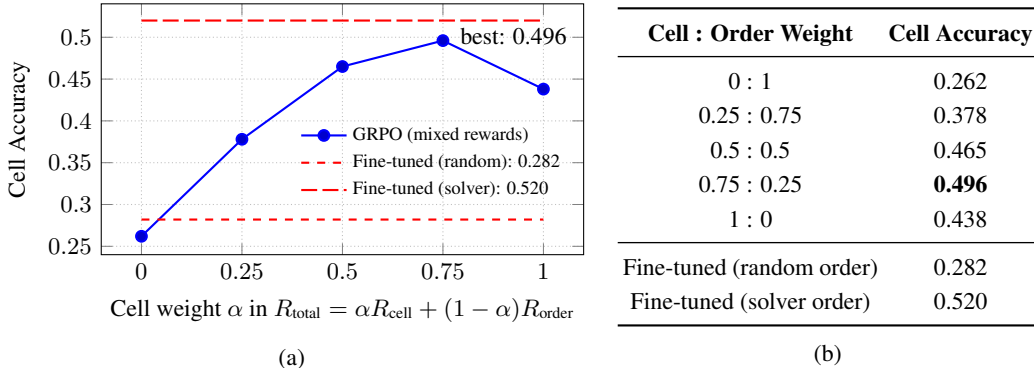 Cell Accuracy
0.5
0.45
0.4
0.35
0.3
0.25
best: 0.496
GRPO (mixed rewards)
Fine-tuned (random): 0.282
Fine-tuned (solver): 0.520
0 0.25 0.5 0.75 1
Cell weight α in R_total = αR_cell + (1 − α)R_order
(a)
Cell : Order Weight Cell Accuracy
0 : 1 0.262
0.25 : 0.75 0.378
0.5 : 0.5 0.465
0.75 : 0.25 0.496
1 : 0 0.438
Fine-tuned (random order) 0.282
Fine-tuned (solver order) 0.520
(b)